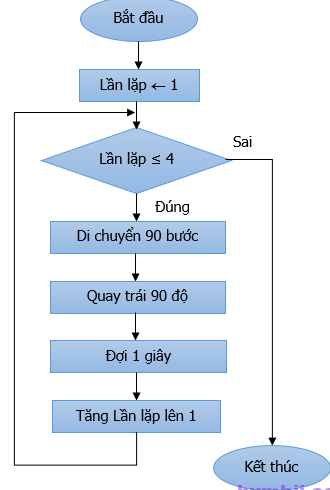 Bắt đầu
Lần lặp ← 1
Lần lặp ≤ 4
Sai
Đúng
Di chuyển 90 bước
Quay trái 90 độ
Đợi 1 giây
Tăng Lần lặp lên 1
Kết thúc